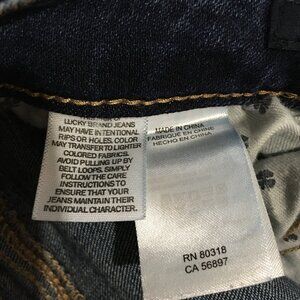 LUCKY BRAND JEANS
MAY HAVE INTENTIONAL
RIPS OR HOLES. COLOR
MAY TRANSFER TO LIGHTER
COLORED FABRICS.
AVOID PULLING UP BY
BELT LOOPS. SIMPLY
FOLLOW THE CARE
INSTRUCTIONS TO
ENSURE THAT YOUR
JEANS MAINTAIN THEIR
INDIVIDUAL CHARACTER.
MADE IN CHINA
FABRIQUÉ EN CHINE
HECHO EN CHINA
RN 80318
CA 56897